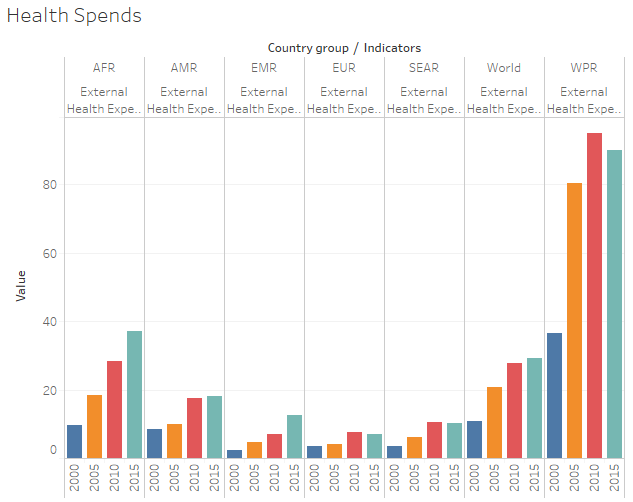 Health Spends
Country group / Indicators
AFR AMR EMR EUR SEAR World WPR
External External External External External External External
Health Expe.. Health Expe.. Health Expe.. Health Expe.. Health Expe.. Health Expe.. Health Expe..
80
60
40
20
0
Value
2000 2005 2010 2015 2000 2005 2010 2015 2000 2005 2010 2015 2000 2005 2010 2015 2000 2005 2010 2015 2000 2005 2010 2015 2000 2005 2010 2015